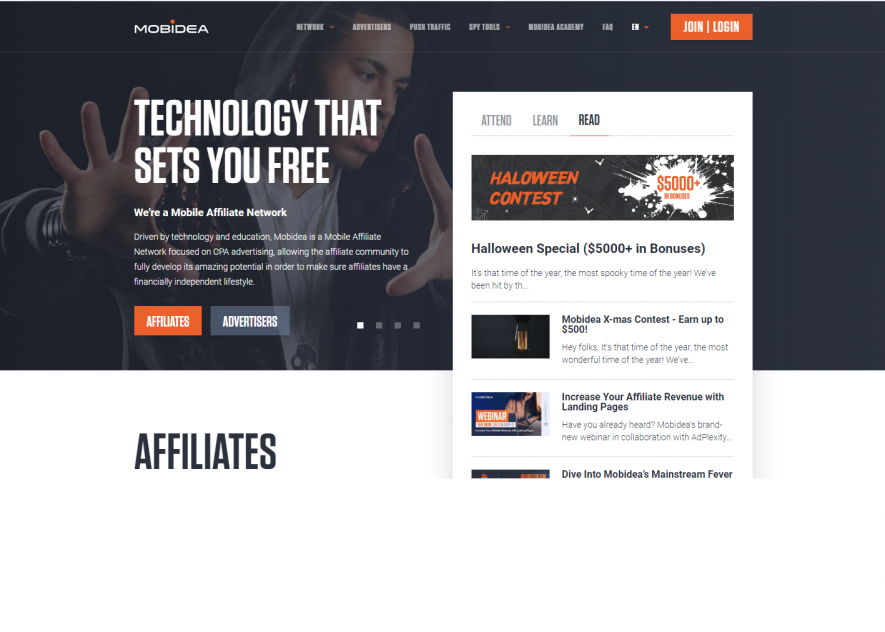 MOBIDEA
NETWORK
ADVERTISERS
PUSH TRAFFIC
SPY TOOLS
MOBIDEA ACADEMY
FAQ
EN
JOIN | LOGIN
TECHNOLOGY THAT
SETS YOU FREE
We're a Mobile Affiliate Network
Driven by technology and education, Mobidea is a Mobile Affiliate
Network focused on CPA advertising, allowing the affiliate community to
fully develop its amazing potential in order to make sure affiliates have a
financially independent lifestyle.
AFFILIATES
ADVERTISERS
ATTEND
LEARN
READ
HALOWEEN
CONTEST
$5000+
IN BONUSES
Halloween Special ($5000+ in Bonuses)
It's that time of the year, the most spooky time of the year! We've
been hit by th...
Mobidea X-mas Contest - Earn up to
$500!
Hey folks, It's that time of the year, the most
wonderful time of the year! We've...
WEBINAR
Increase Your Affiliate Revenue with
Landing Pages
Have you already heard? Mobidea's brand-
new webinar in collaboration with AdPlexity...
Dive Into Mobidea's Mainstream Fever
AFFILIATES